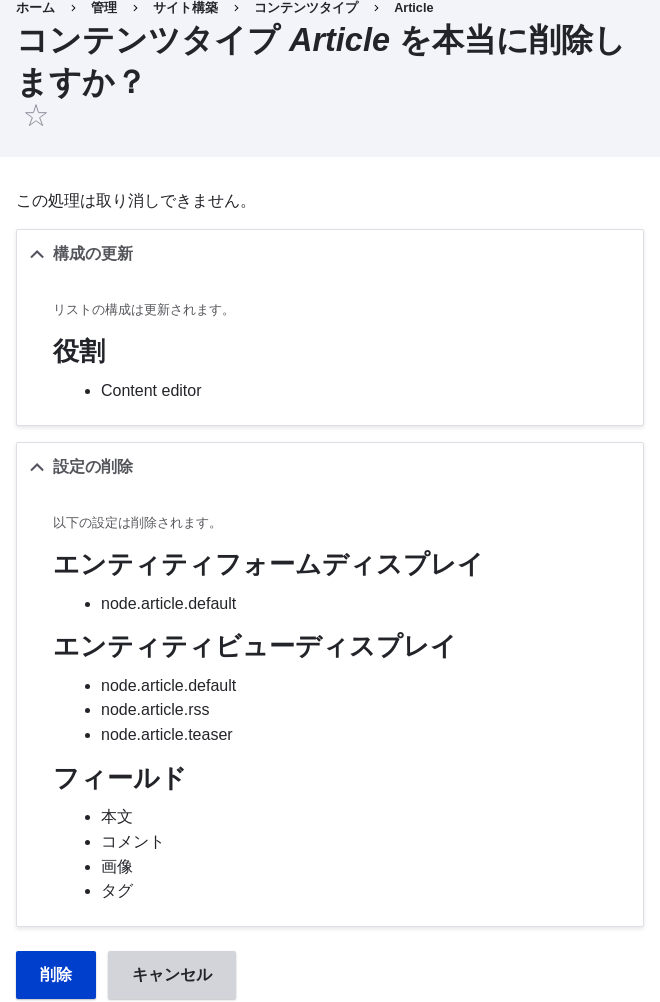 ホーム › 管理 › サイト構築 › コンテンツタイプ › Article
コンテンツタイプ Article を本当に削除し
ますか？
この処理は取り消しできません。
構成の更新
リストの構成は更新されます。
役割
• Content editor
設定の削除
以下の設定は削除されます。
エンティティフォームディスプレイ
• node.article.default
エンティティビューディスプレイ
• node.article.default
• node.article.rss
• node.article.teaser
フィールド
• 本文
• コメント
• 画像
• タグ
削除 キャンセル